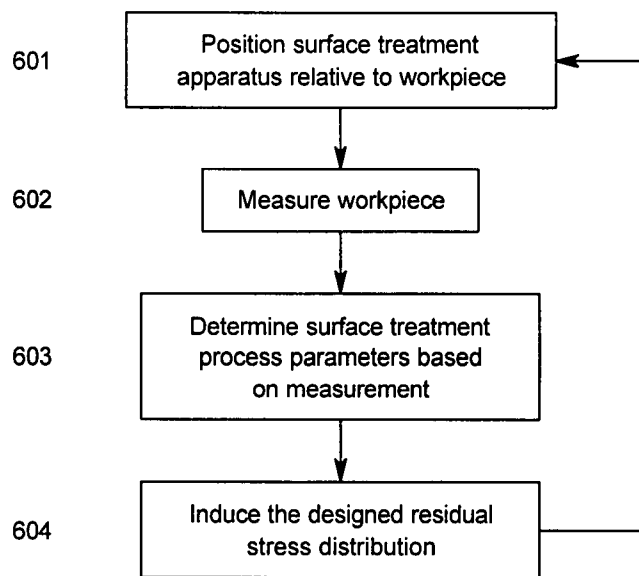 601
Position surface treatment
apparatus relative to workpiece
602
Measure workpiece
603
Determine surface treatment
process parameters based
on measurement
604
Induce the designed residual
stress distribution